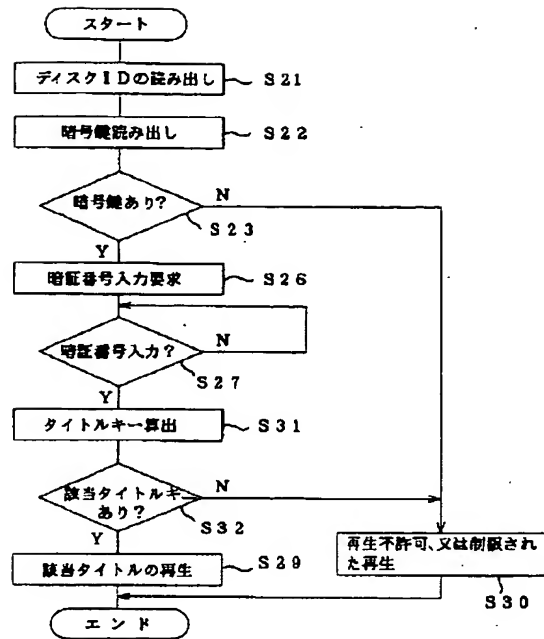 スタート
ディスクIDの読み出し
S21
暗号鍵読み出し
S22
暗号鍵あり?
N
S23
Y
暗証番号入力要求
S26
暗証番号入力?
N
S27
Y
タイトルキー算出
S31
該当タイトルキ
あり?
N
S32
Y
該当タイトルの再生
S29
再生不許可、又は制限され
た再生
S30
エンド